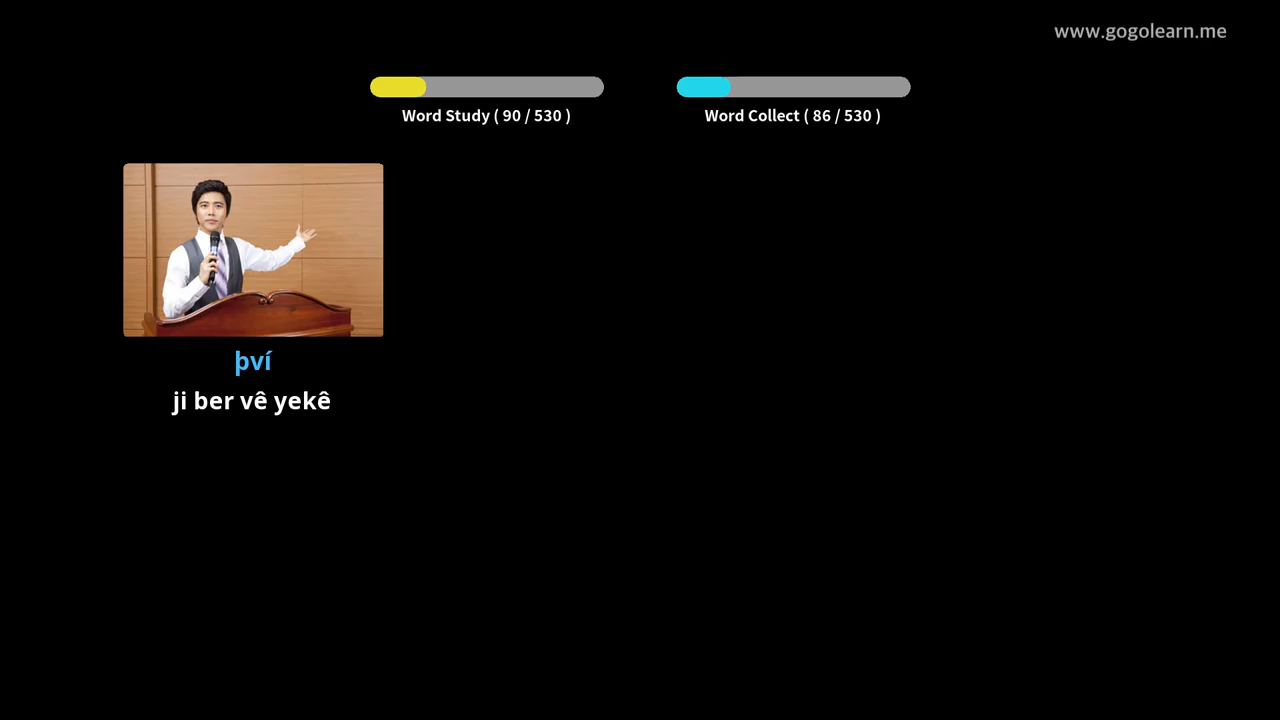 www.gogolearn.me
Word Study ( 90 / 530 )
Word Collect ( 86 / 530 )
því
ji ber vê yekê